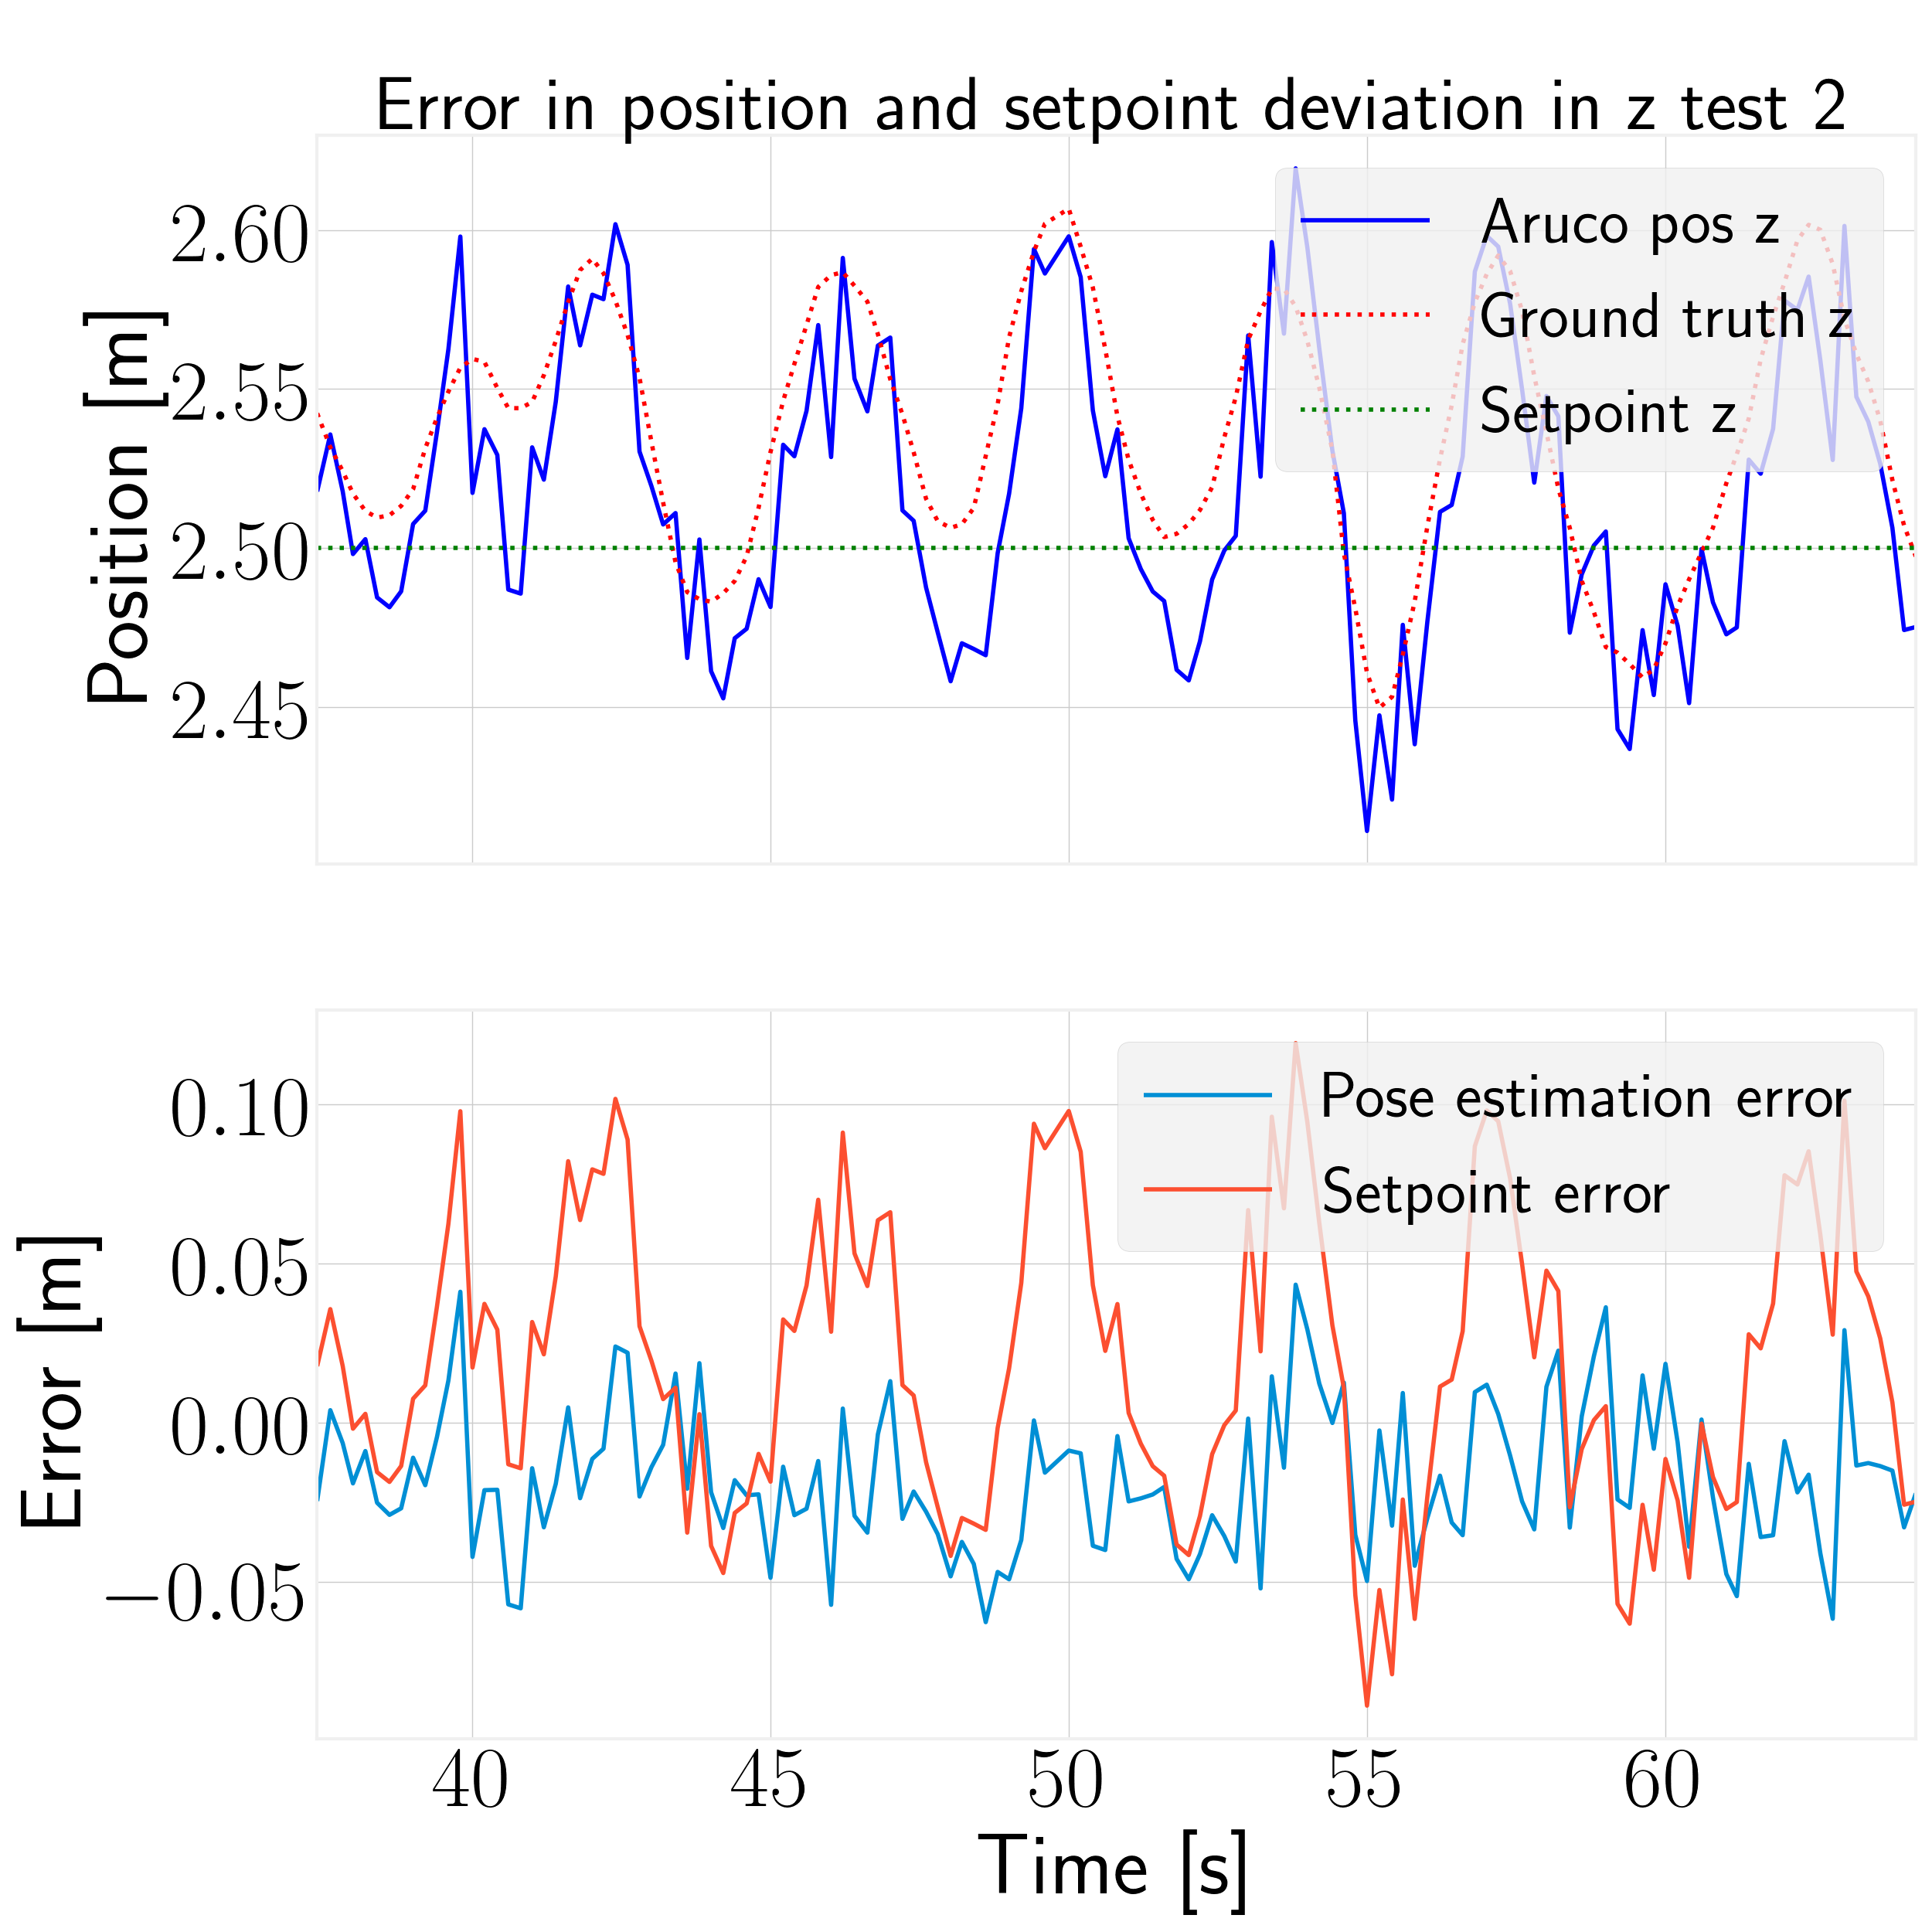 Error in position and setpoint deviation in z test 2
Position [m]
2.60
2.55
2.50
2.45
Aruco pos z
Ground truth z
Setpoint z
Error [m]
0.10
0.05
0.00
−0.05
Pose estimation error
Setpoint error
40 45 50 55 60
Time [s]